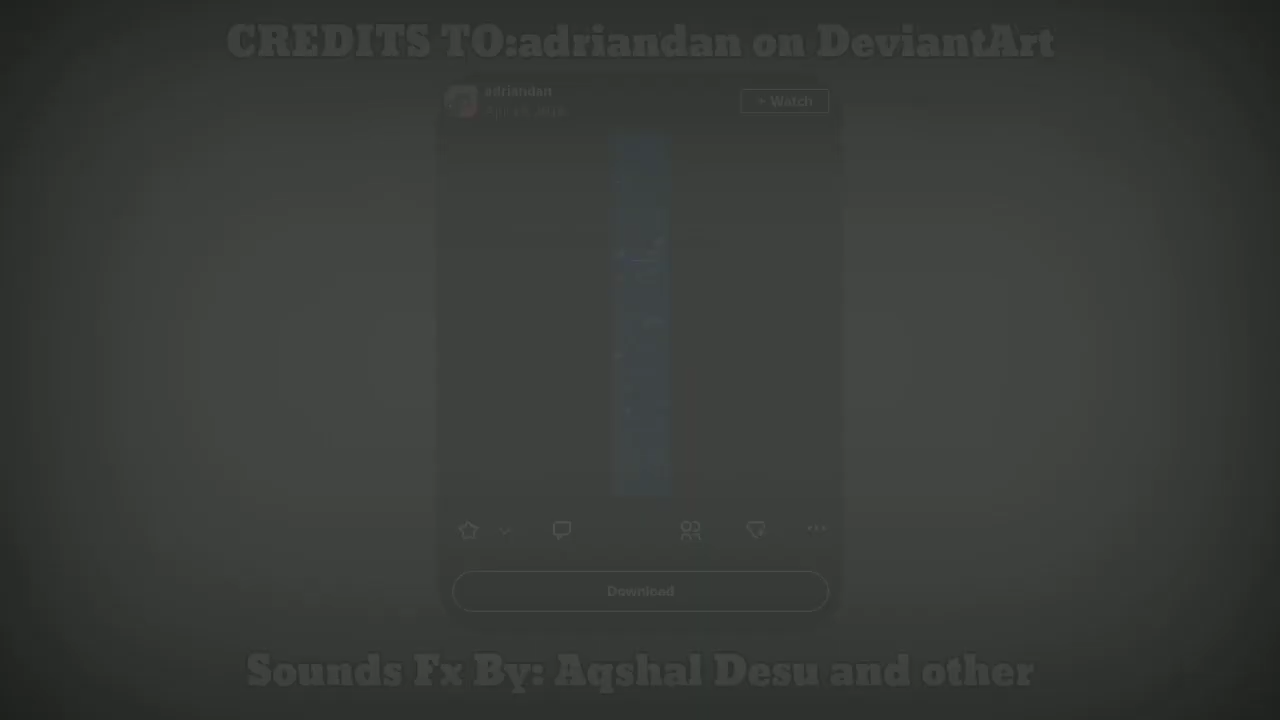 CREDITS TO:adriandan on DeviantArt
adriandan
+ Watch
Download
Sounds Fx By: Aqshal Desu and other